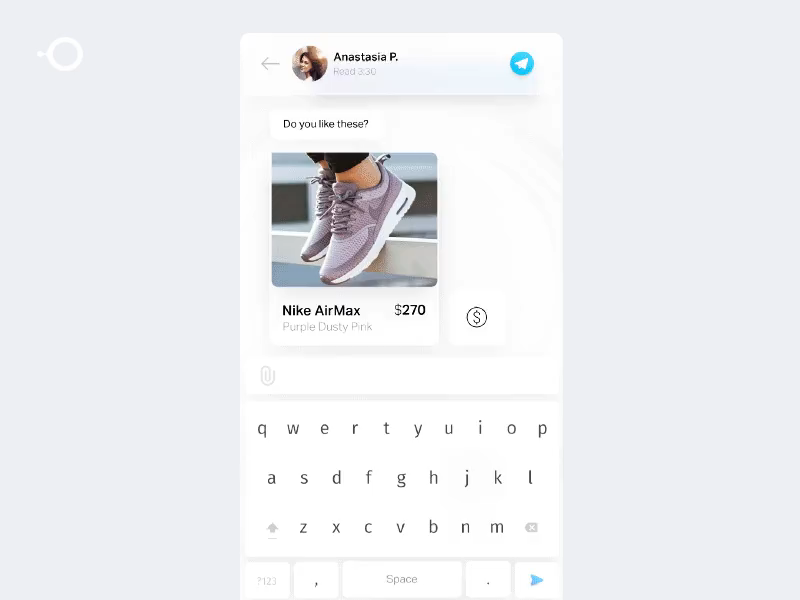 Anastasia P.
Read 3:30
Do you like these?
Nike AirMax $270
Purple Dusty Pink
$
q w e r t y u i o p
a s d f g h j k l
z x c v b n m
?123 , Space .